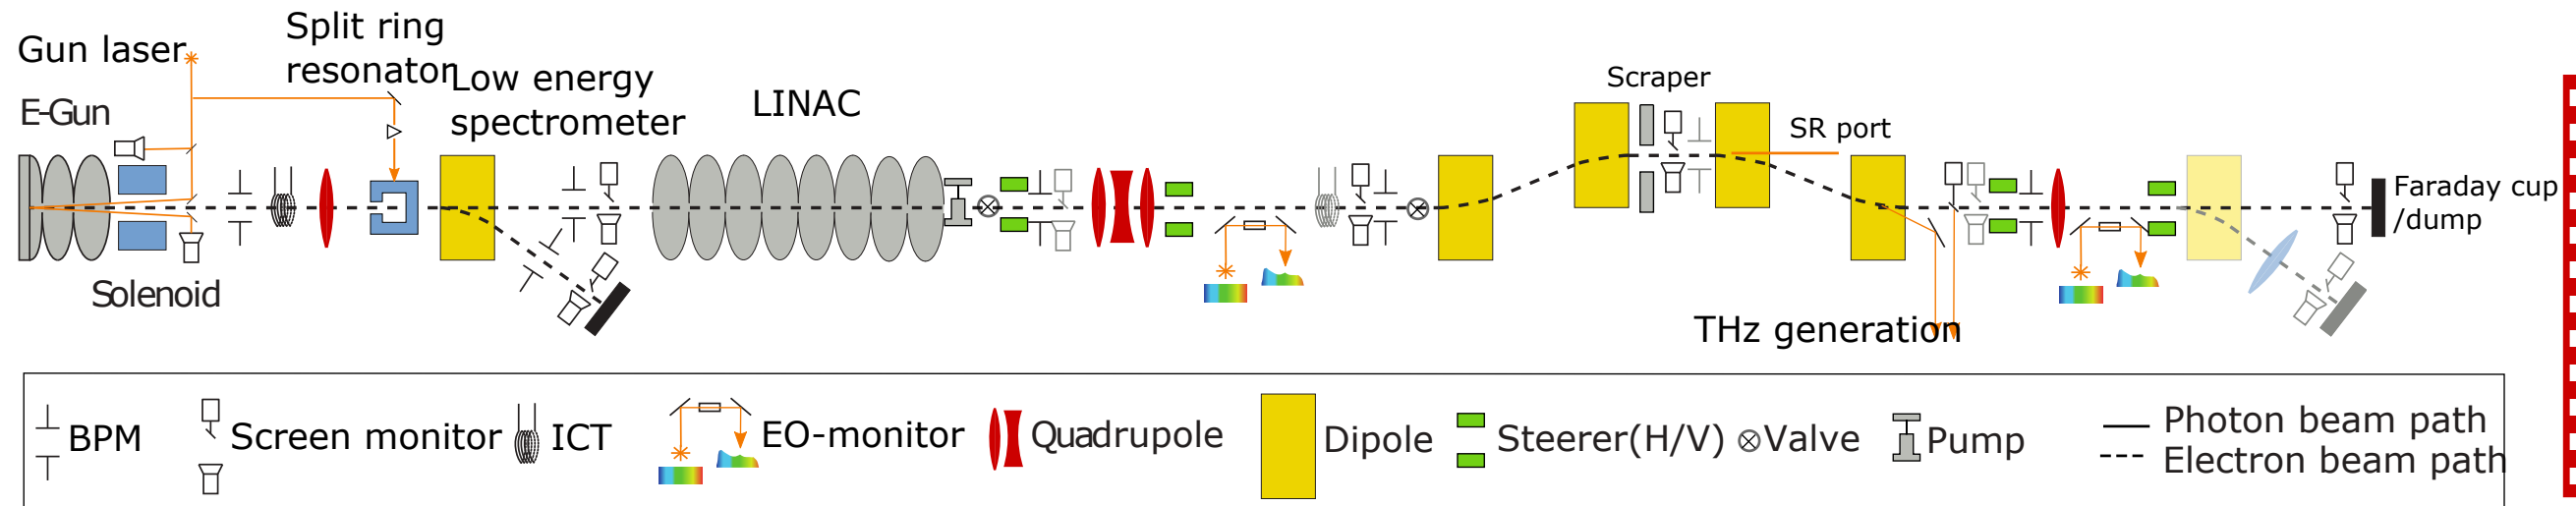 Gun laser
E-Gun
Solenoid
Split ring
resonator
Low energy
spectrometer
LINAC
Scraper
SR port
THz generation
Faraday cup
/dump
BPM
Screen monitor
ICT
EO-monitor
Quadrupole
Dipole
Steerer(H/V)
Valve
Pump
Photon beam path
Electron beam path